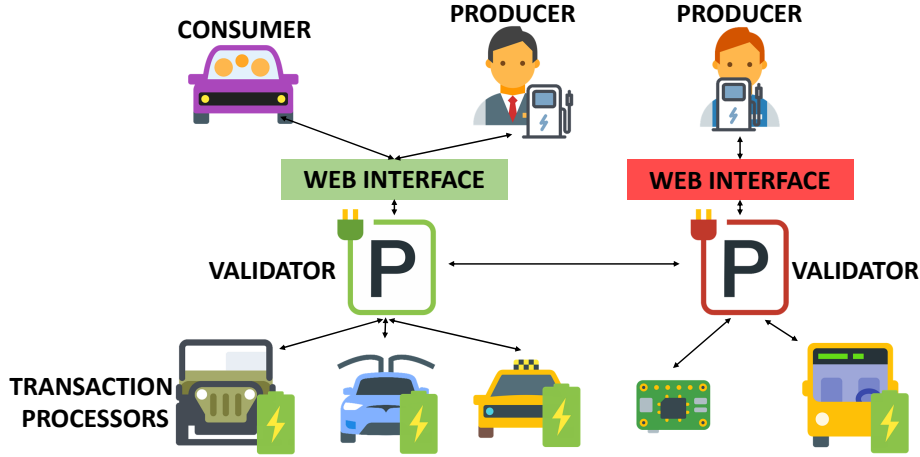 CONSUMER
PRODUCER
PRODUCER
WEB INTERFACE
WEB INTERFACE
P
P
VALIDATOR
VALIDATOR
TRANSACTION
PROCESSORS